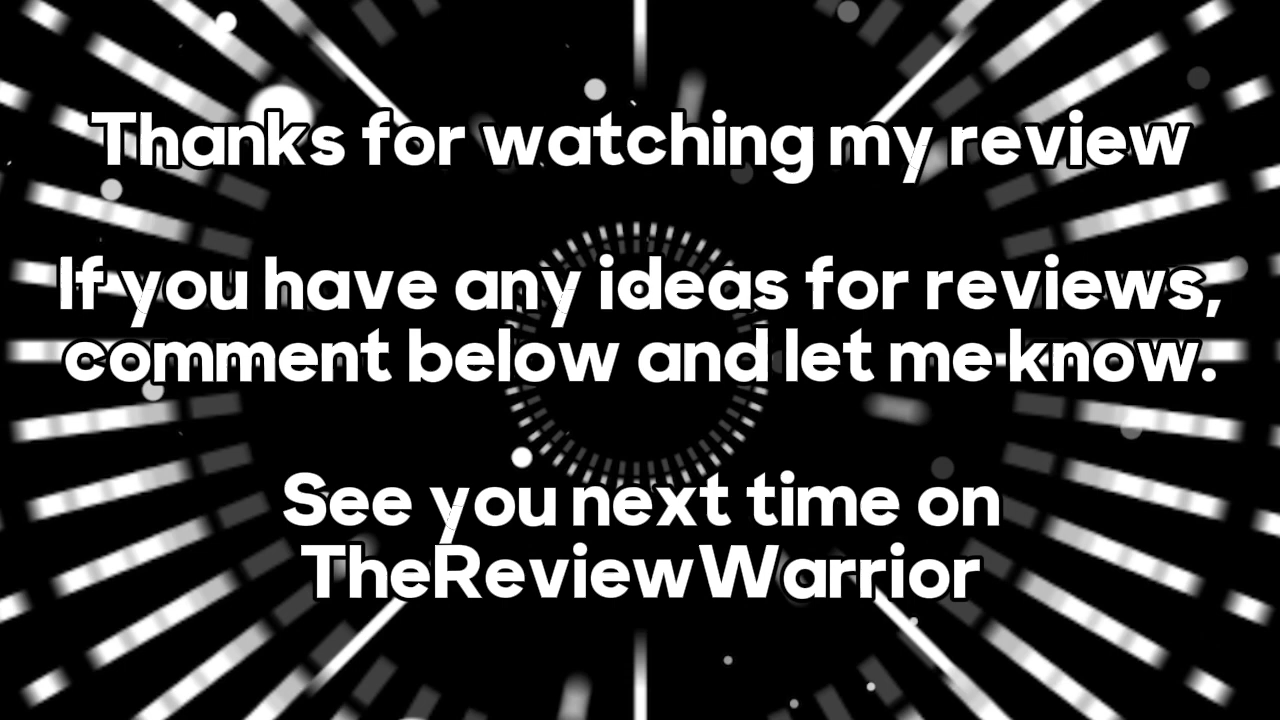 Thanks for watching my review
If you have any ideas for reviews,
comment below and let me know.
See you next time on
TheReviewWarrior